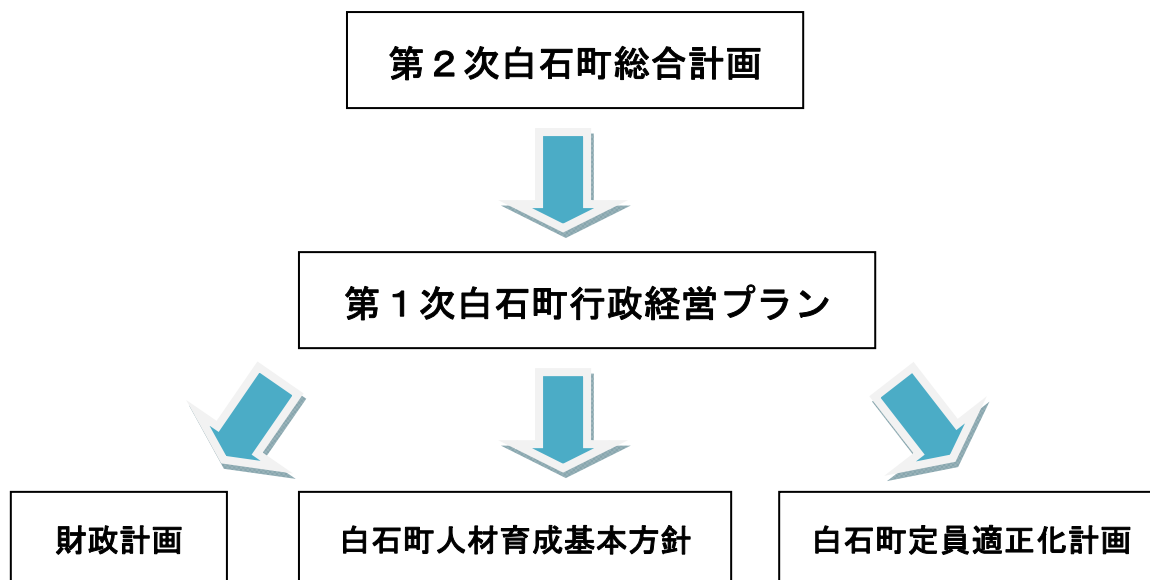 第２次白石町総合計画
第１次白石町行政経営プラン
財政計画
白石町人材育成基本方針
白石町定員適正化計画